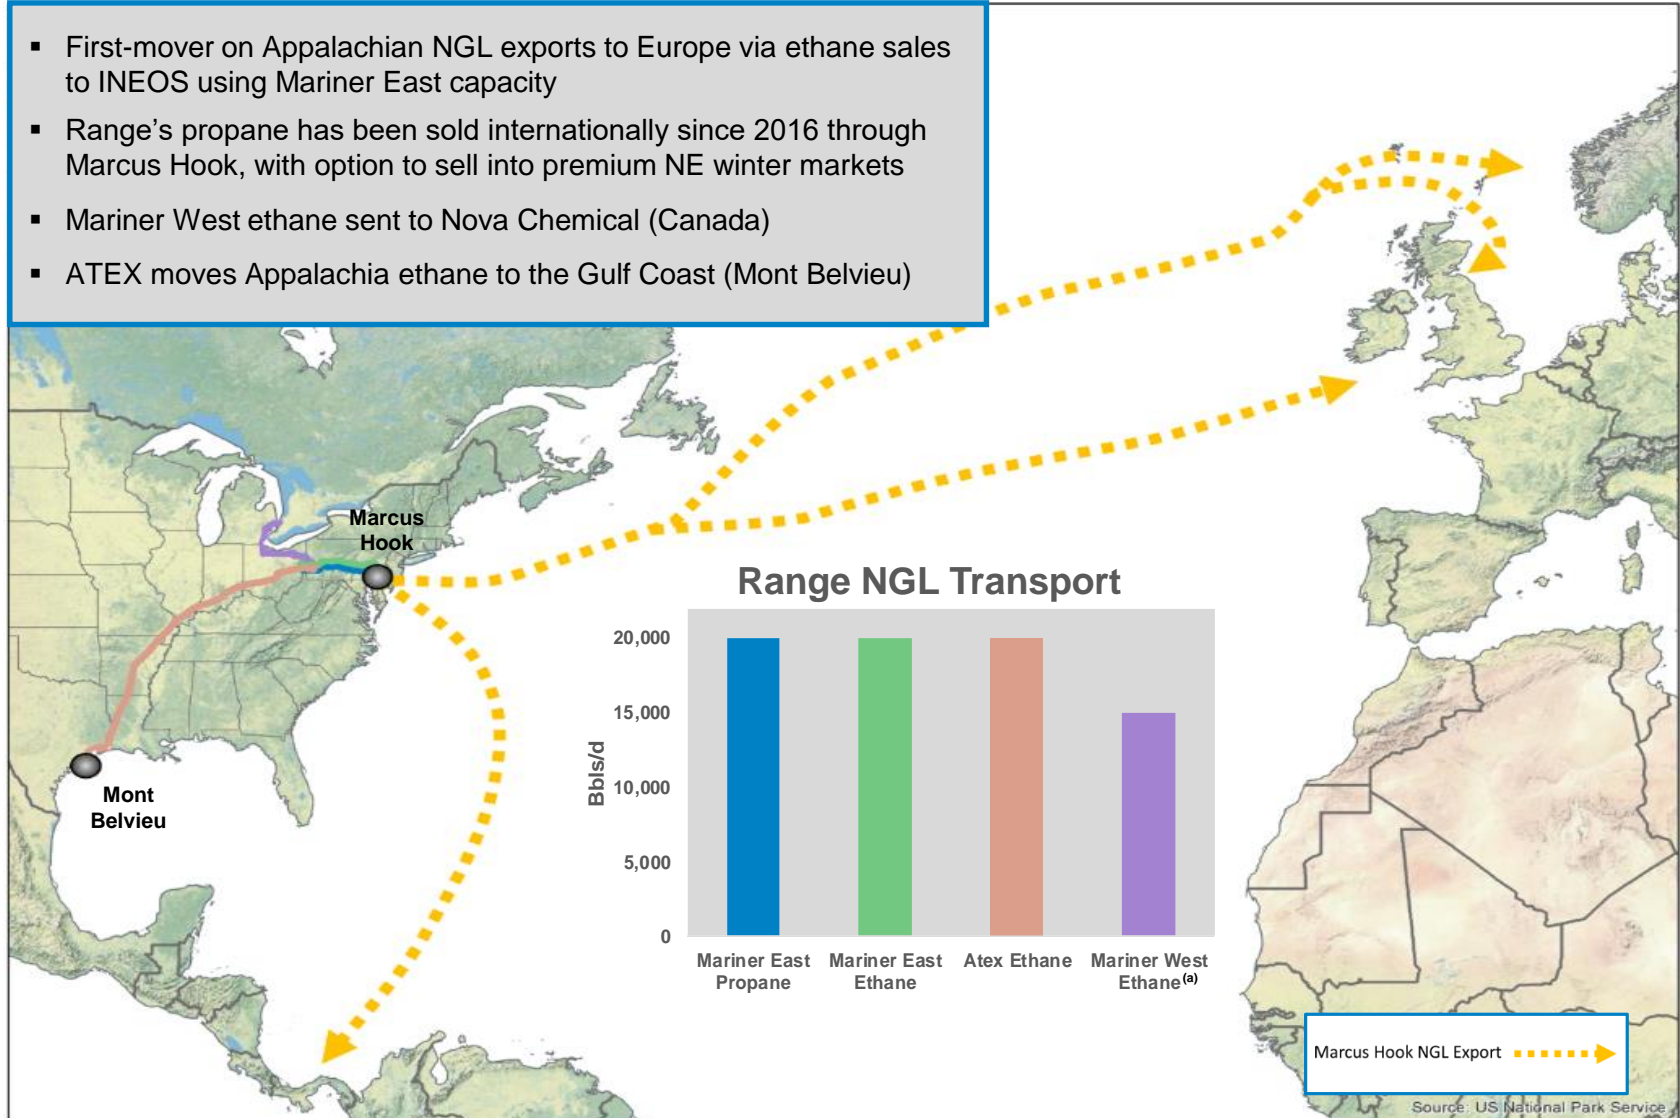 ▪ First-mover on Appalachian NGL exports to Europe via ethane sales
to INEOS using Mariner East capacity
▪ Range’s propane has been sold internationally since 2016 through
Marcus Hook, with option to sell into premium NE winter markets
▪ Mariner West ethane sent to Nova Chemical (Canada)
▪ ATEX moves Appalachia ethane to the Gulf Coast (Mont Belvieu)
Marcus
Hook
Mont
Belvieu
Range NGL Transport
Bbls/d
20,000
15,000
10,000
5,000
0
Mariner East
Propane
Mariner East
Ethane
Atex Ethane
Mariner West
Ethane(a)
Marcus Hook NGL Export
Source: US National Park Service